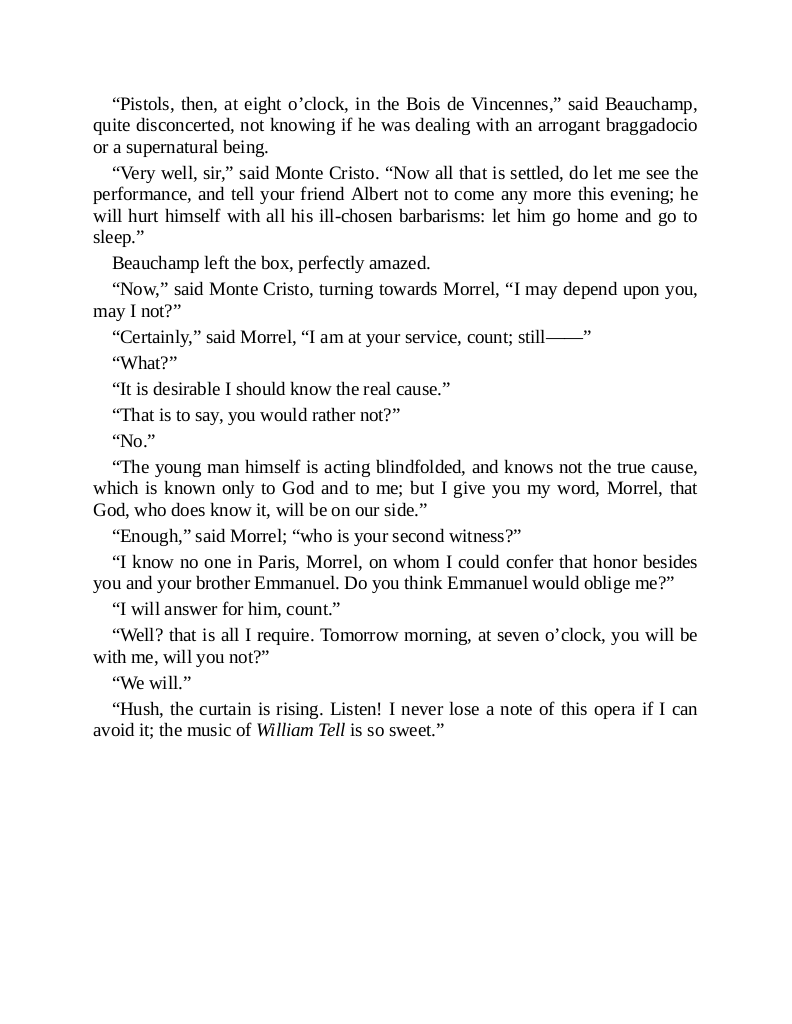 “Pistols, then, at eight o’clock, in the Bois de Vincennes,” said Beauchamp,
quite disconcerted, not knowing if he was dealing with an arrogant braggadocio
or a supernatural being.
“Very well, sir,” said Monte Cristo. “Now all that is settled, do let me see the
performance, and tell your friend Albert not to come any more this evening; he
will hurt himself with all his ill-chosen barbarisms: let him go home and go to
sleep.”
Beauchamp left the box, perfectly amazed.
“Now,” said Monte Cristo, turning towards Morrel, “I may depend upon you,
may I not?”
“Certainly,” said Morrel, “I am at your service, count; still——”
“What?”
“It is desirable I should know the real cause.”
“That is to say, you would rather not?”
“No.”
“The young man himself is acting blindfolded, and knows not the true cause,
which is known only to God and to me; but I give you my word, Morrel, that
God, who does know it, will be on our side.”
“Enough,” said Morrel; “who is your second witness?”
“I know no one in Paris, Morrel, on whom I could confer that honor besides
you and your brother Emmanuel. Do you think Emmanuel would oblige me?”
“I will answer for him, count.”
“Well? that is all I require. Tomorrow morning, at seven o’clock, you will be
with me, will you not?”
“We will.”
“Hush, the curtain is rising. Listen! I never lose a note of this opera if I can
avoid it; the music of William Tell is so sweet.”